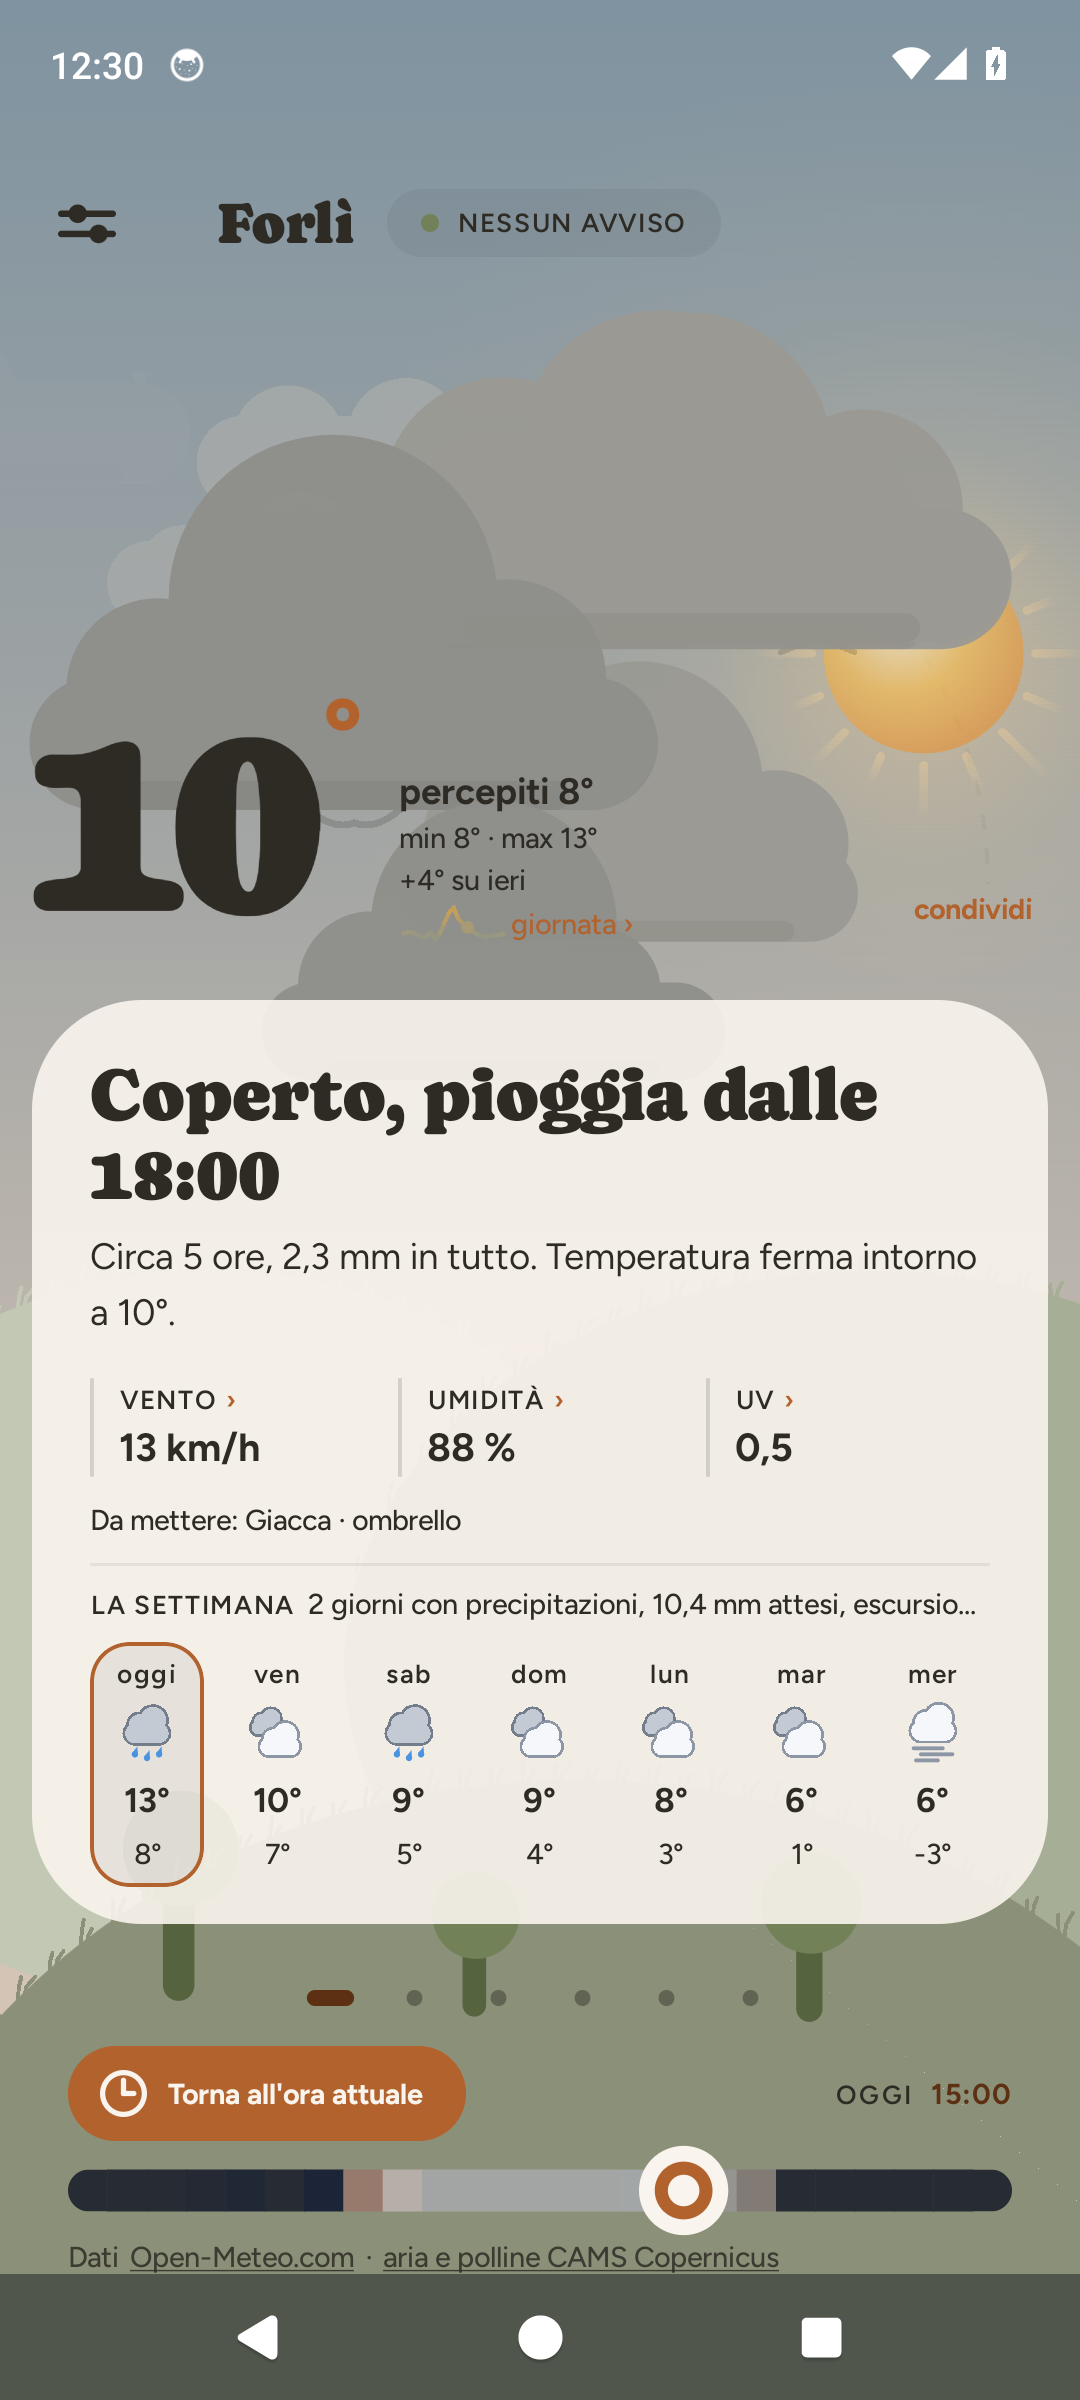 12:30
Forlì
NESSUN AVVISO
10°
percepiti 8°
min 8° · max 13°
+4° su ieri
giornata ›
condividi
Coperto, pioggia dalle
18:00
Circa 5 ore, 2,3 mm in tutto. Temperatura ferma intorno
a 10°.
VENTO › UMIDITÀ › UV ›
13 km/h 88 % 0,5
Da mettere: Giacca · ombrello
LA SETTIMANA 2 giorni con precipitazioni, 10,4 mm attesi, escursio...
oggi ven sab dom lun mar mer
13° 10° 9° 9° 8° 6° 6°
8° 7° 5° 4° 3° 1° -3°
Torna all'ora attuale
OGGI 15:00
Dati Open-Meteo.com · aria e polline CAMS Copernicus